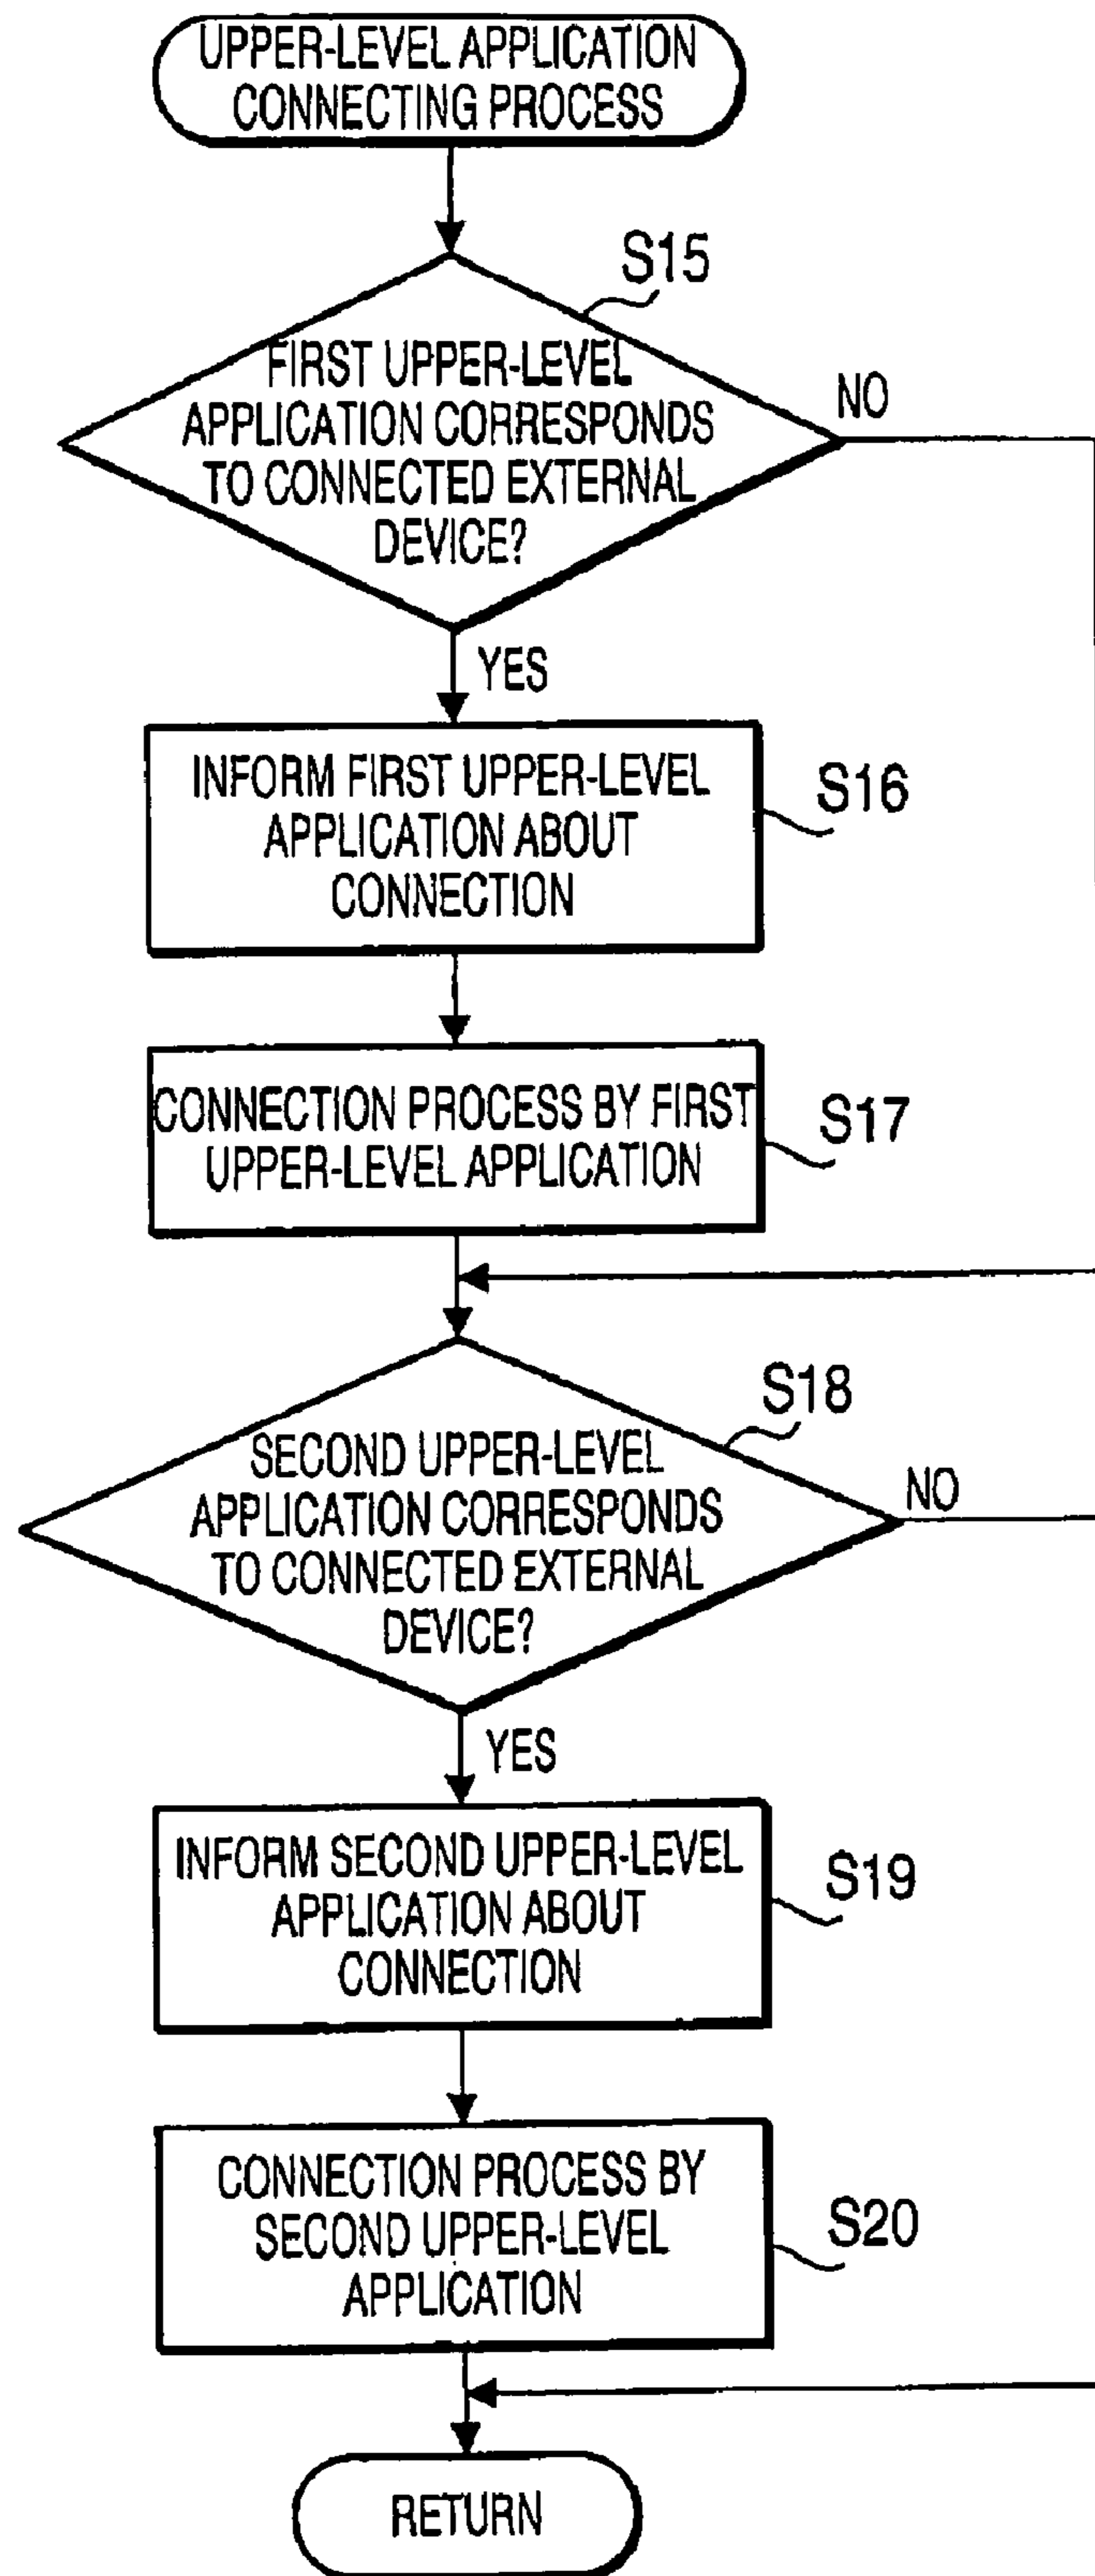 UPPER-LEVEL APPLICATION
CONNECTING PROCESS
S15
FIRST UPPER-LEVEL
APPLICATION CORRESPONDS
TO CONNECTED EXTERNAL
DEVICE?
NO
YES
INFORM FIRST UPPER-LEVEL
APPLICATION ABOUT
CONNECTION
S16
CONNECTION PROCESS BY FIRST
UPPER-LEVEL APPLICATION
S17
S18
SECOND UPPER-LEVEL
APPLICATION CORRESPONDS
TO CONNECTED EXTERNAL
DEVICE?
NO
YES
INFORM SECOND UPPER-LEVEL
APPLICATION ABOUT
CONNECTION
S19
CONNECTION PROCESS BY
SECOND UPPER-LEVEL
APPLICATION
S20
RETURN